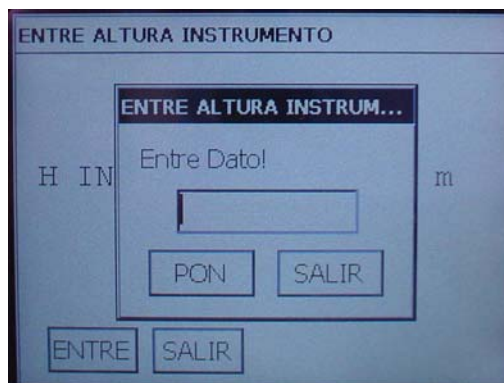 ENTRE ALTURA INSTRUMENTO
ENTRE ALTURA INSTRUM...
Entre Dato!
H IN
m
PON SALIR
ENTRE SALIR